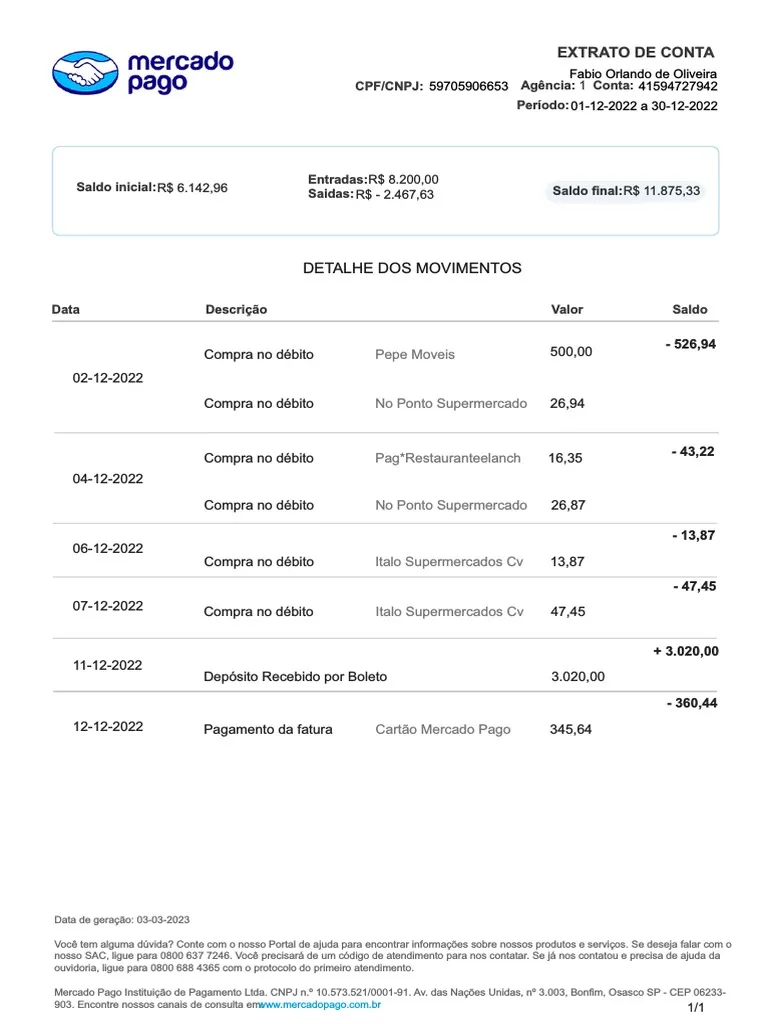 mercado
pago
EXTRATO DE CONTA
Fabio Orlando de Oliveira
CPF/CNPJ: 59705906653 Agência: 1 Conta: 41594727942
Período: 01-12-2022 a 30-12-2022
Saldo inicial: R$ 6.142,96
Entradas: R$ 8.200,00
Saidas: R$ - 2.467,63
Saldo final: R$ 11.875,33
DETALHE DOS MOVIMENTOS
Data Descrição Valor Saldo
- 526,94
Compra no débito Pepe Moveis 500,00
02-12-2022
Compra no débito No Ponto Supermercado 26,94
- 43,22
Compra no débito Pag*Restauranteelanch 16,35
04-12-2022
Compra no débito No Ponto Supermercado 26,87
- 13,87
06-12-2022
Compra no débito Italo Supermercados Cv 13,87
- 47,45
07-12-2022
Compra no débito Italo Supermercados Cv 47,45
+ 3.020,00
11-12-2022
Depósito Recebido por Boleto 3.020,00
- 360,44
12-12-2022
Pagamento da fatura Cartão Mercado Pago 345,64
Data de geração: 03-03-2023
Você tem alguma dúvida? Conte com o nosso Portal de ajuda para encontrar informações sobre nossos produtos e serviços. Se deseja falar com o
nosso SAC, ligue para 0800 637 7246. Você precisará de um código de atendimento para nos contatar. Se já nos contatou e precisa de ajuda da
ouvidoria, ligue para 0800 688 4365 com o protocolo do primeiro atendimento.
Mercado Pago Instituição de Pagamento Ltda. CNPJ n.º 10.573.521/0001-91. Av. das Nações Unidas, nº 3.003, Bonfim, Osasco SP - CEP 06233-
903. Encontre nossos canais de consulta em www.mercadopago.com.br
1/1